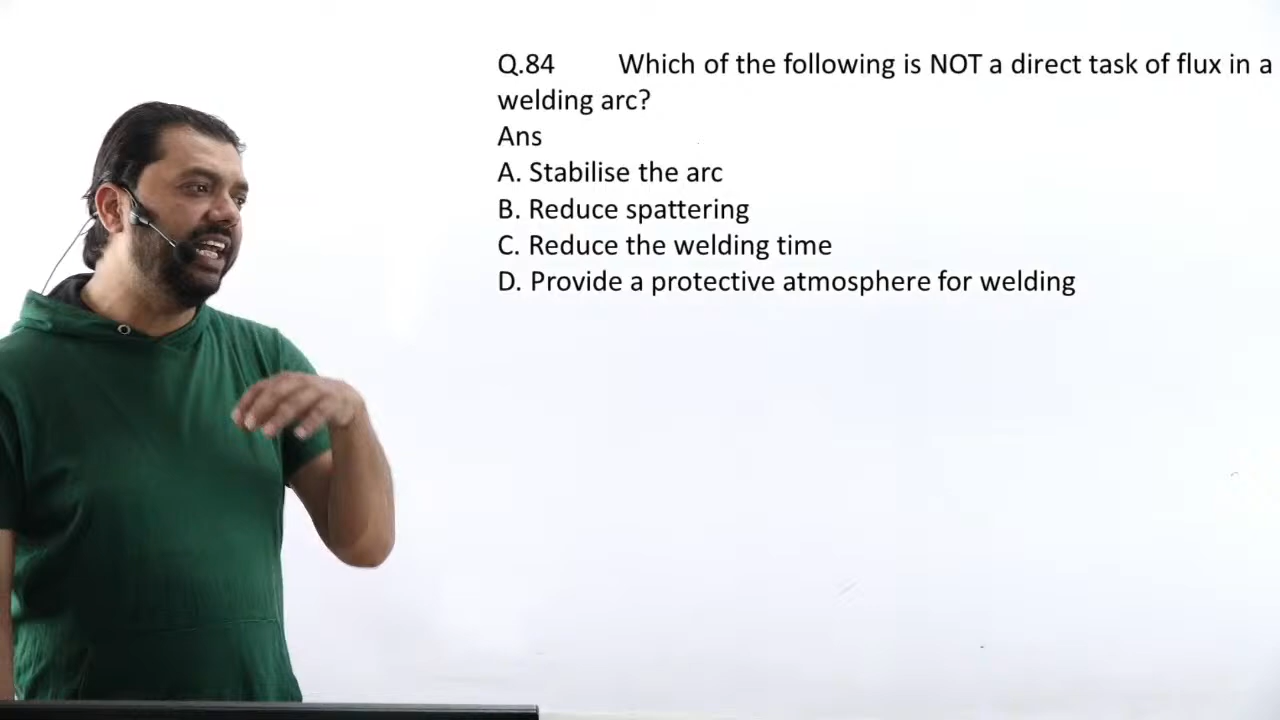 Q.84 Which of the following is NOT a direct task of flux in a
welding arc?
Ans
A. Stabilise the arc
B. Reduce spattering
C. Reduce the welding time
D. Provide a protective atmosphere for welding